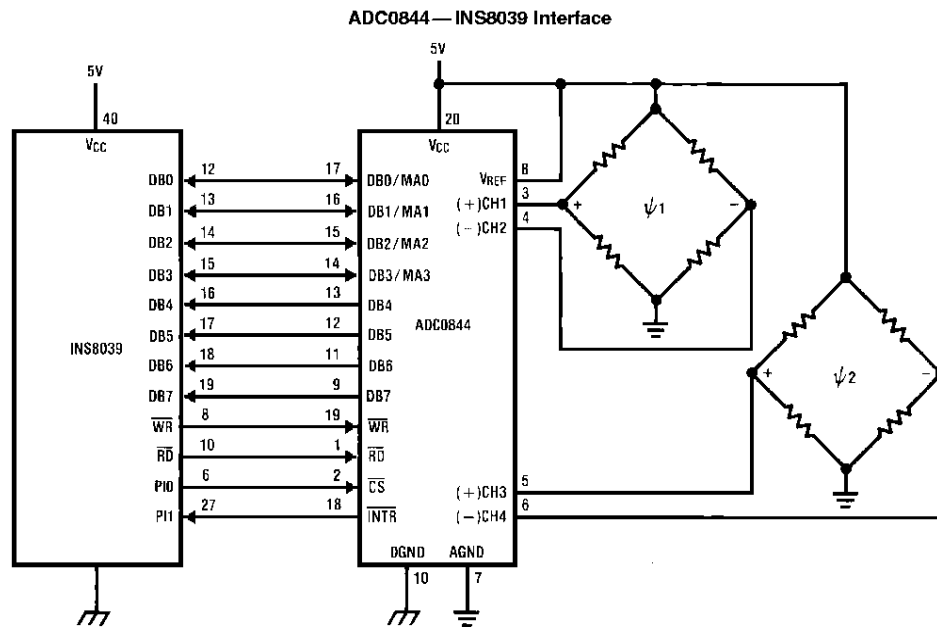 ADC0844 — INS8039 Interface
5V
40
VCC
INS8039
DB0 12
DB1 13
DB2 14
DB3 15
DB4 16
DB5 17
DB6 18
DB7 19
WR 8
RD 10
PI0 6
PI1 27
5V
20
VCC
ADC0844
17 DB0/MA0
16 DB1/MA1
15 DB2/MA2
14 DB3/MA3
13 DB4
12 DB5
11 DB6
9 DB7
19 WR
1 RD
2 CS
18 INTR
VREF 8
(+)CH1 3
(-)CH2 4
(+)CH3 5
(-)CH4 6
DGND
10
AGND
7
+ ψ1 -
+ ψ2 -